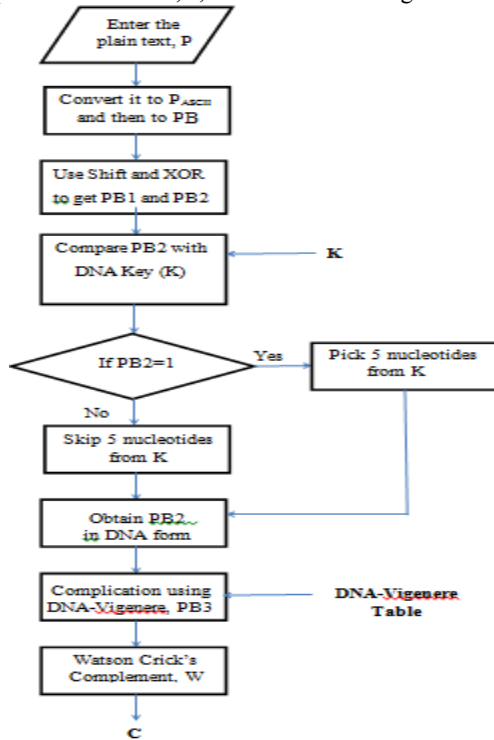 Enter the
plain text, P
Convert it to PASCII
and then to PB
Use Shift and XOR
to get PB1 and PB2
Compare PB2 with
DNA Key (K)
K
If PB2=1
Yes
Pick 5 nucleotides
from K
No
Skip 5 nucleotides
from K
Obtain PB2
in DNA form
Complication using
DNA-Vigenere, PB3
DNA-Vigenere
Table
Watson Crick's
Complement, W
C